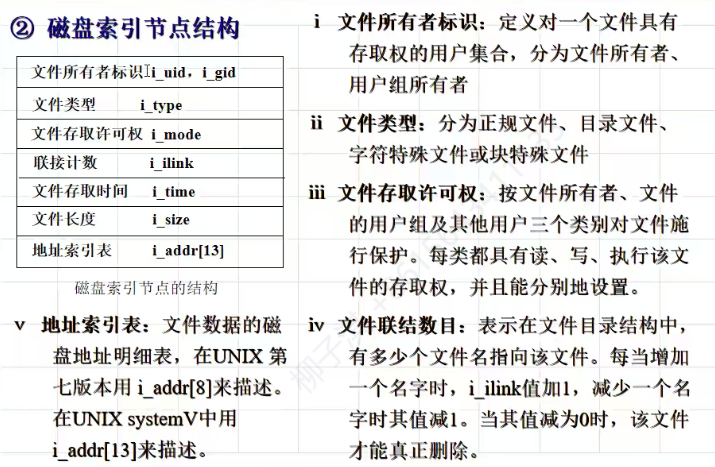 ② 磁盘索引节点结构
文件所有者标识i_uid，i_gid
文件类型 i_type
文件存取许可权 i_mode
联接计数 i_ilink
文件存取时间 i_time
文件长度 i_size
地址索引表 i_addr[13]
磁盘索引节点的结构
v 地址索引表：文件数据的磁
盘地址明细表，在UNIX 第
七版本用 i_addr[8]来描述。
在UNIX systemV中用
i_addr[13]来描述。
i 文件所有者标识：定义对一个文件具有
存取权的用户集合，分为文件所有者、
用户组所有者
ii 文件类型：分为正规文件、目录文件、
字符特殊文件或块特殊文件
iii 文件存取许可权：按文件所有者、文件
的用户组及其他用户三个类别对文件施
行保护。每类都具有读、写、执行该文
件的存取权，并且能分别地设置。
iv 文件联结数目：表示在文件目录结构中，
有多少个文件名指向该文件。每当增加
一个名字时，i_ilink值加1，减少一个名
字时其值减1。当其值减为0时，该文件
才能真正删除。